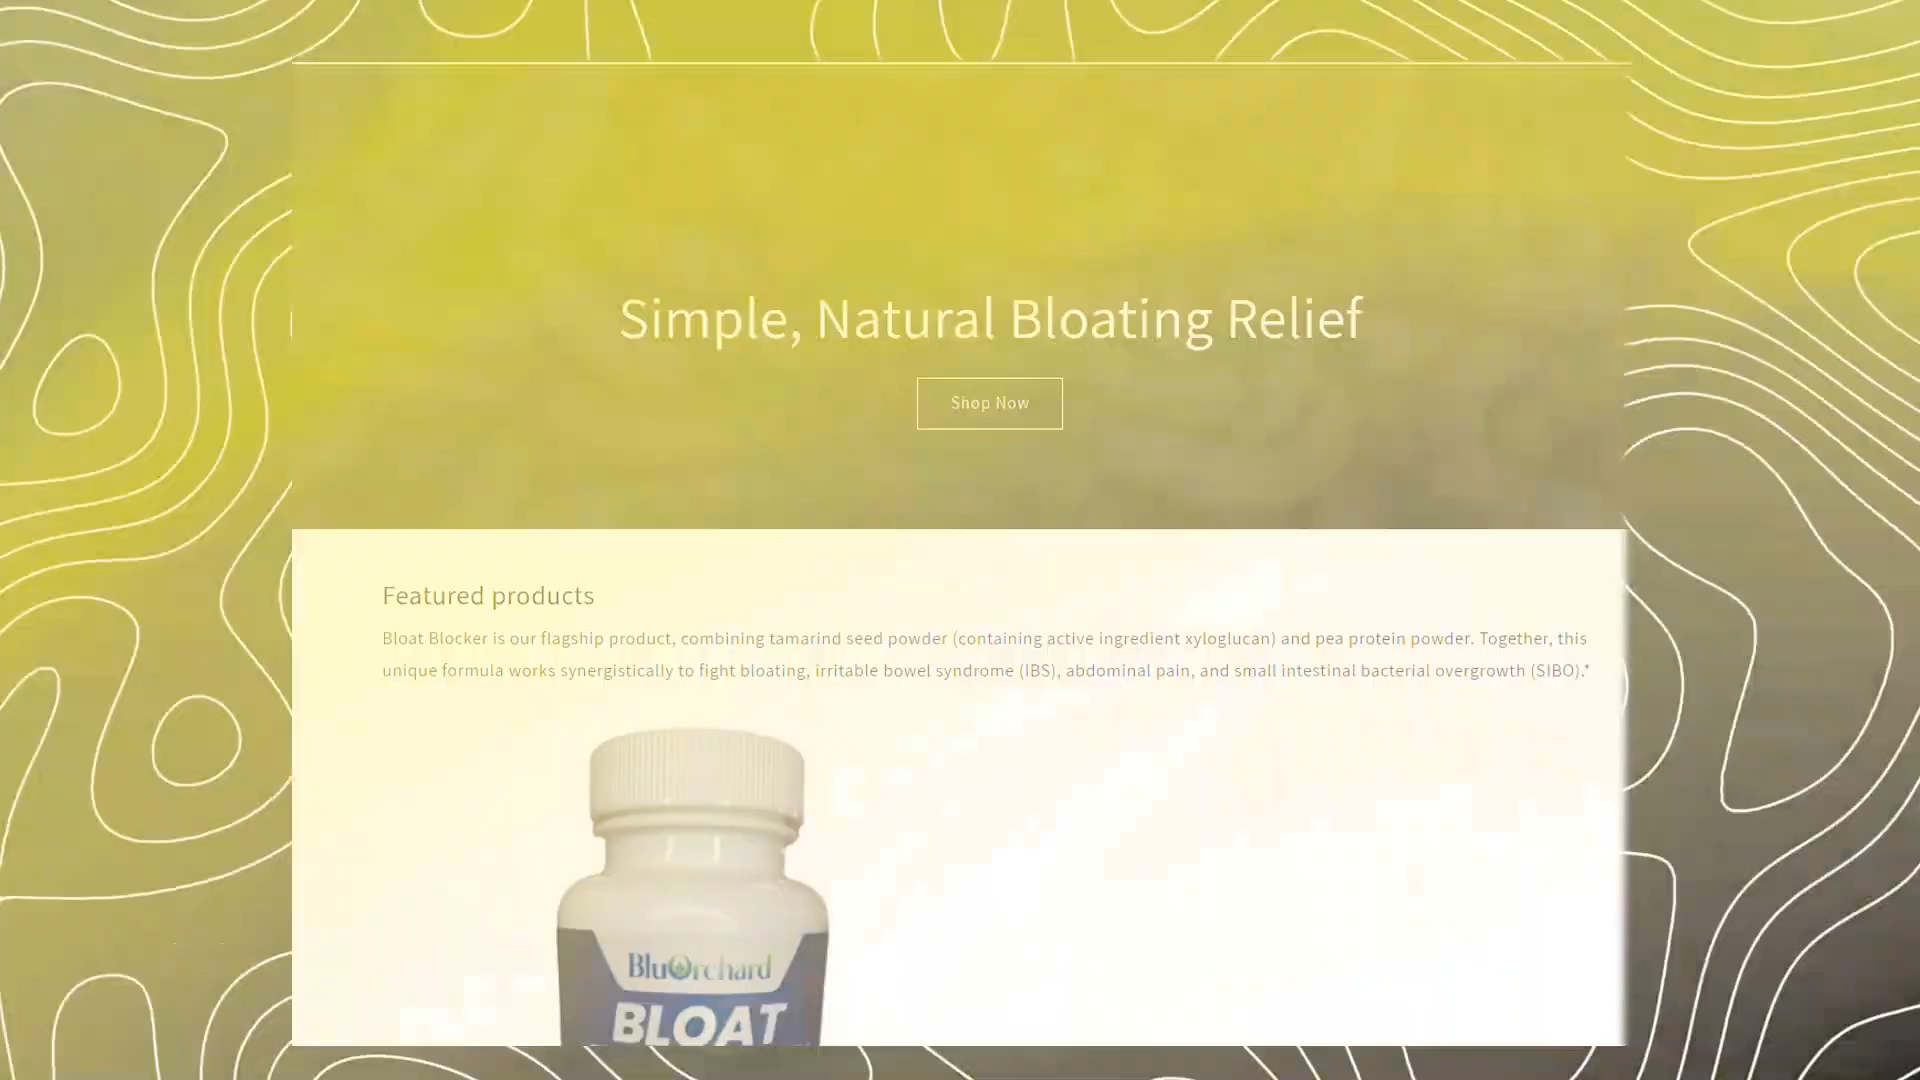 Simple, Natural Bloating Relief
Shop Now
Featured products
Bloat Blocker is our flagship product, combining tamarind seed powder (containing active ingredient xyloglucan) and pea protein powder. Together, this
unique formula works synergistically to fight bloating, irritable bowel syndrome (IBS), abdominal pain, and small intestinal bacterial overgrowth (SIBO).*
BluOrchard
BLOAT